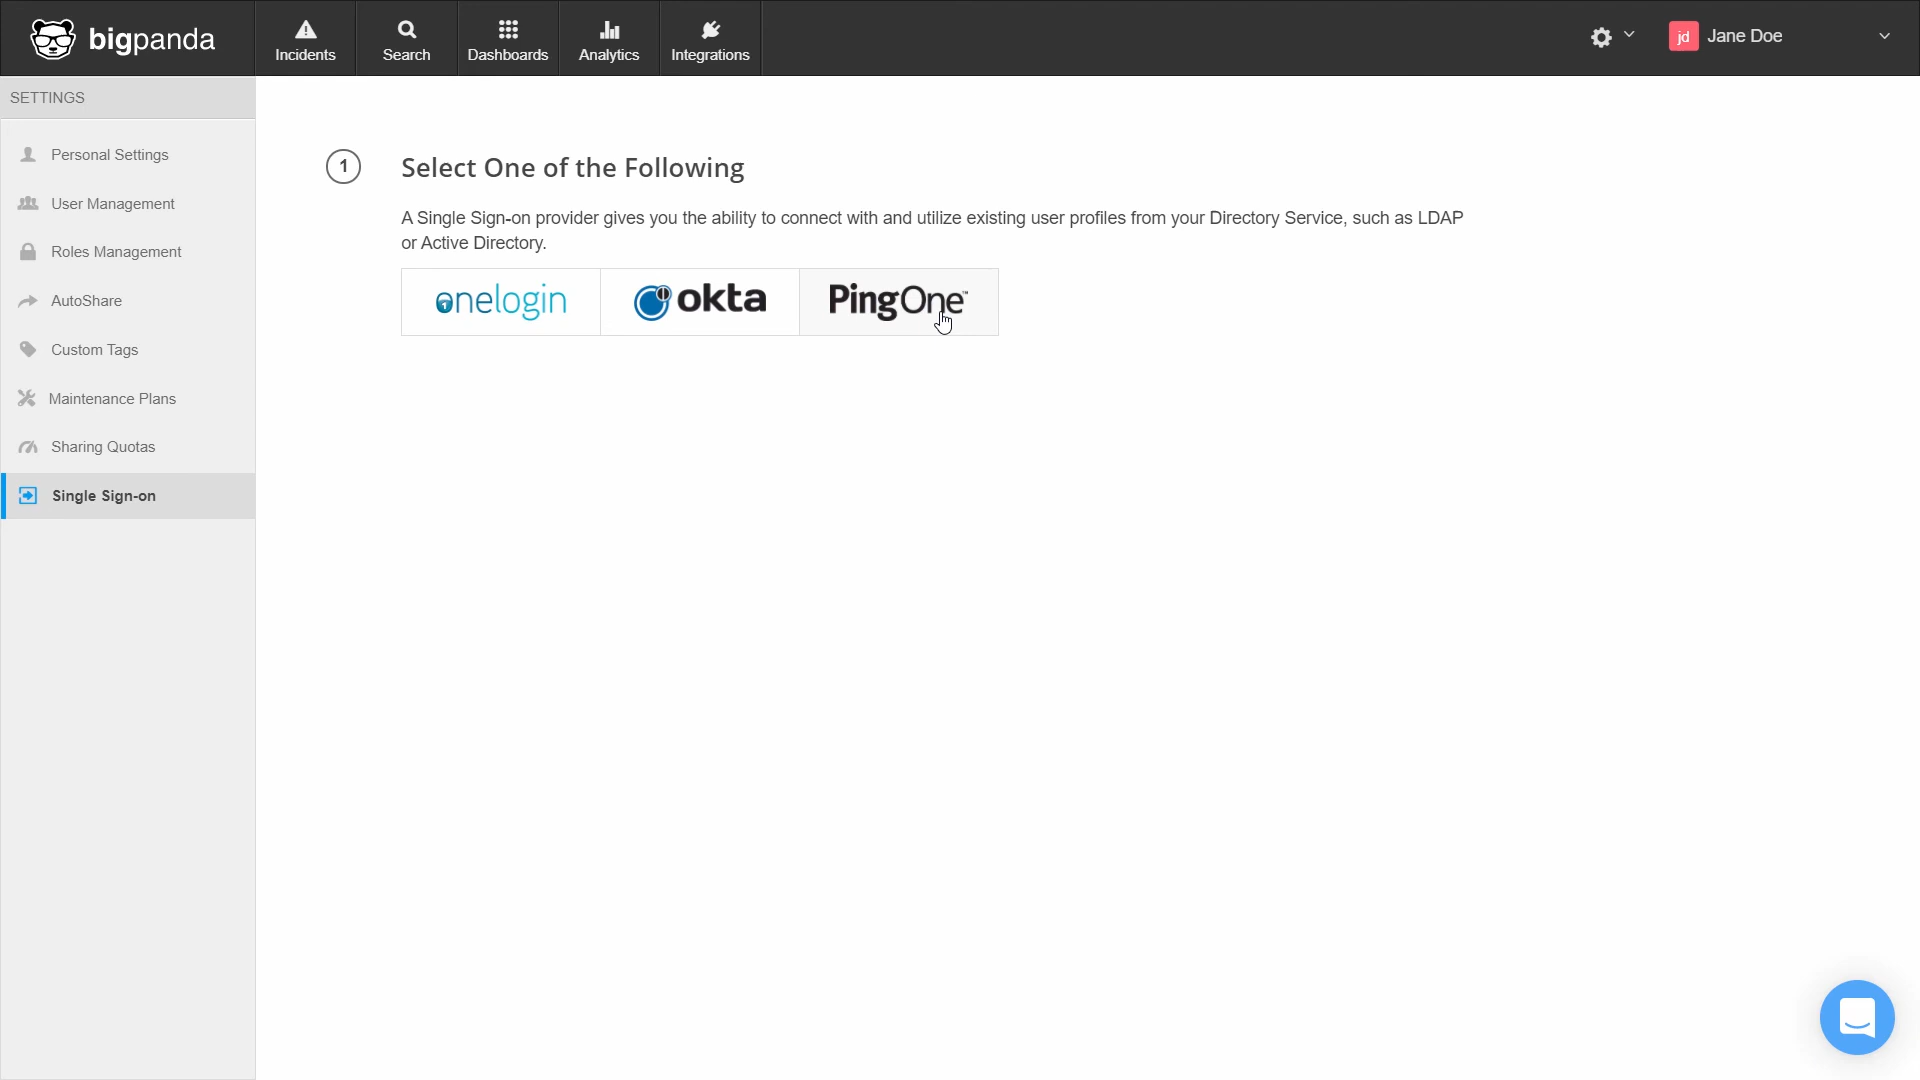 bigpanda
Incidents
Search
Dashboards
Analytics
Integrations
jd
Jane Doe
SETTINGS
Personal Settings
User Management
Roles Management
AutoShare
Custom Tags
Maintenance Plans
Sharing Quotas
Single Sign-on
1
Select One of the Following
A Single Sign-on provider gives you the ability to connect with and utilize existing user profiles from your Directory Service, such as LDAP
or Active Directory.
onelogin
okta
PingOne™